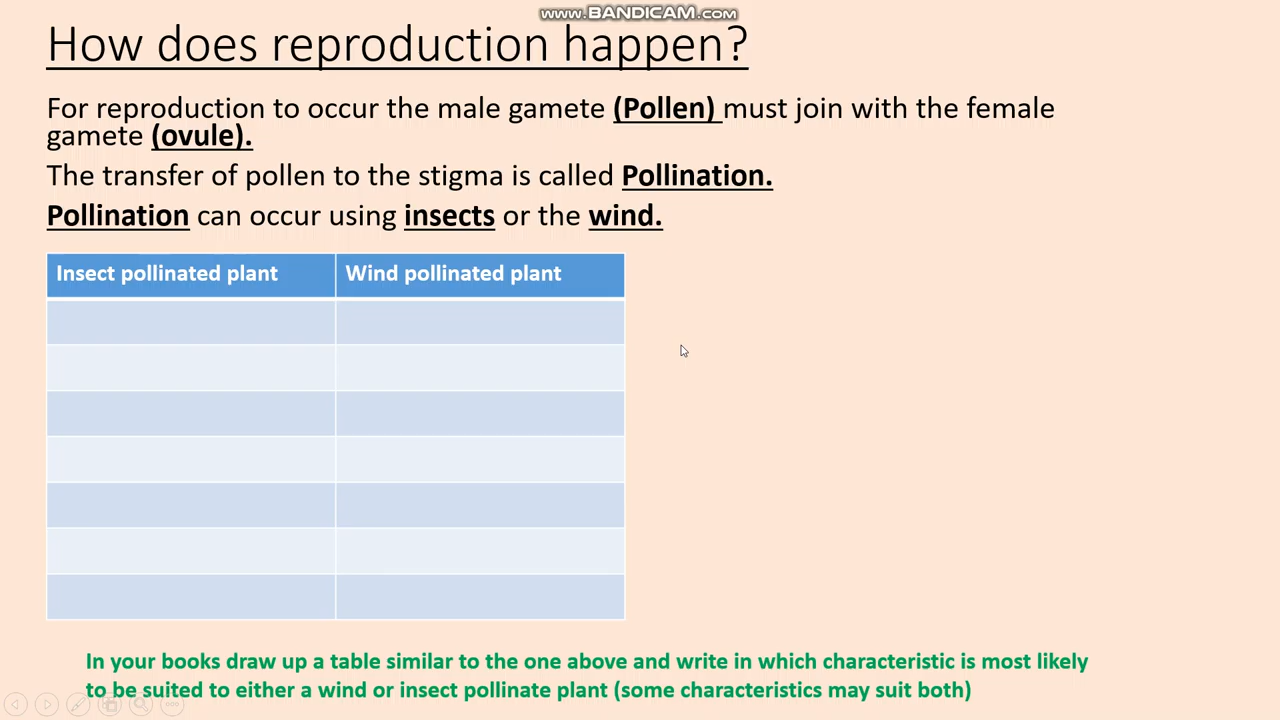 www.BANDICAM.com
How does reproduction happen?
For reproduction to occur the male gamete (Pollen) must join with the female
gamete (ovule).
The transfer of pollen to the stigma is called Pollination.
Pollination can occur using insects or the wind.
Insect pollinated plant Wind pollinated plant
In your books draw up a table similar to the one above and write in which characteristic is most likely
to be suited to either a wind or insect pollinate plant (some characteristics may suit both)